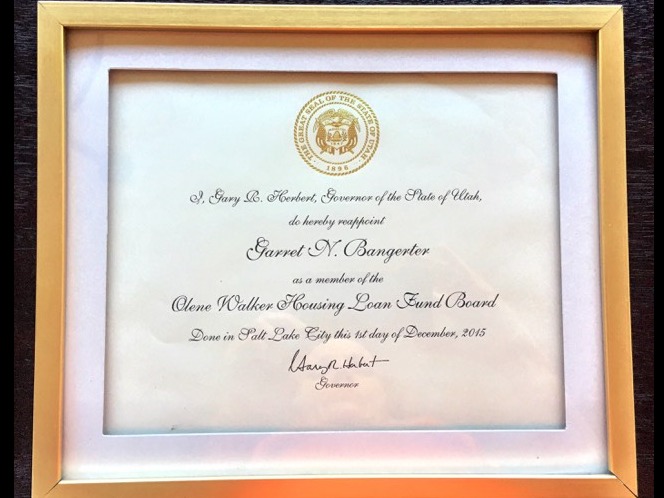 THE GREAT SEAL OF THE STATE OF UTAH
1896
I, Gary R. Herbert, Governor of the State of Utah,
do hereby reappoint
Garret N. Bangerter
as a member of the
Olene Walker Housing Loan Fund Board
Done in Salt Lake City this 1st day of December, 2015
Gary R. Herbert
Governor